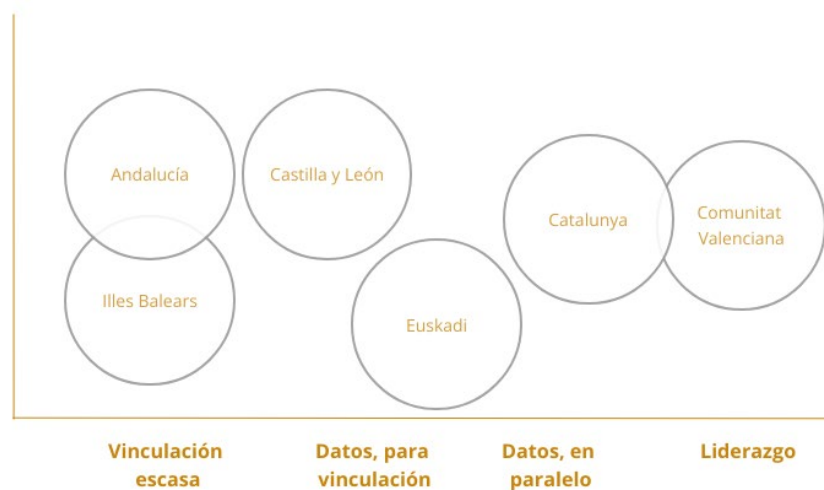 Andalucía
Castilla y León
Catalunya
Comunitat
Valenciana
Illes Balears
Euskadi
Vinculación
escasa
Datos, para
vinculación
Datos, en
paralelo
Liderazgo